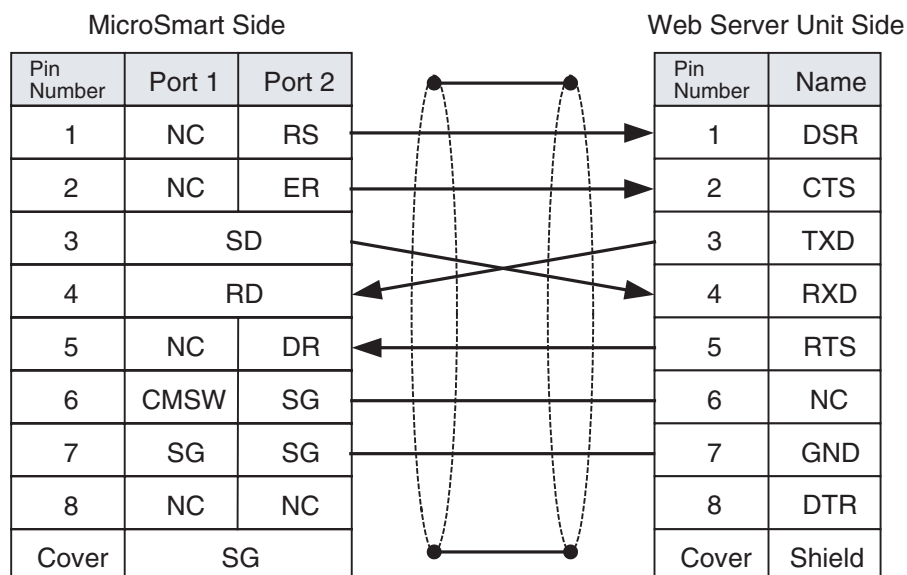 MicroSmart Side
Web Server Unit Side
Pin Number Port 1 Port 2
Pin Number Name
1 NC RS
1 DSR
2 NC ER
2 CTS
3 SD
3 TXD
4 RD
4 RXD
5 NC DR
5 RTS
6 CMSW SG
6 NC
7 SG SG
7 GND
8 NC NC
8 DTR
Cover SG
Cover Shield